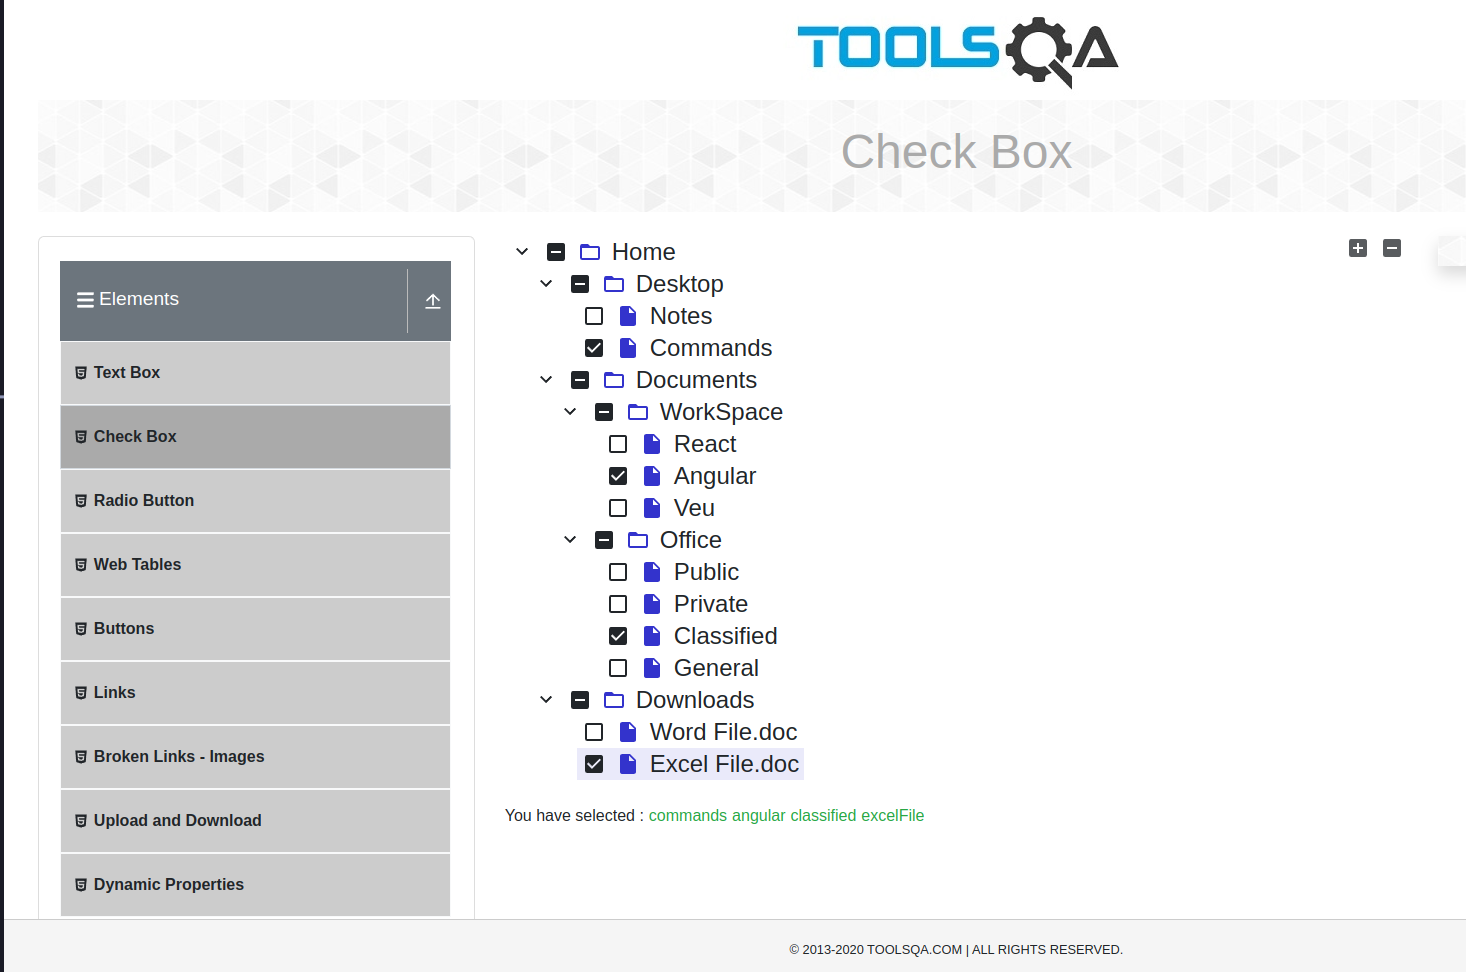 TOOLSQA
Check Box
Elements
Text Box
Check Box
Radio Button
Web Tables
Buttons
Links
Broken Links - Images
Upload and Download
Dynamic Properties
Home
Desktop
Notes
Commands
Documents
WorkSpace
React
Angular
Veu
Office
Public
Private
Classified
General
Downloads
Word File.doc
Excel File.doc
You have selected : commands angular classified excelFile
© 2013-2020 TOOLSQA.COM | ALL RIGHTS RESERVED.